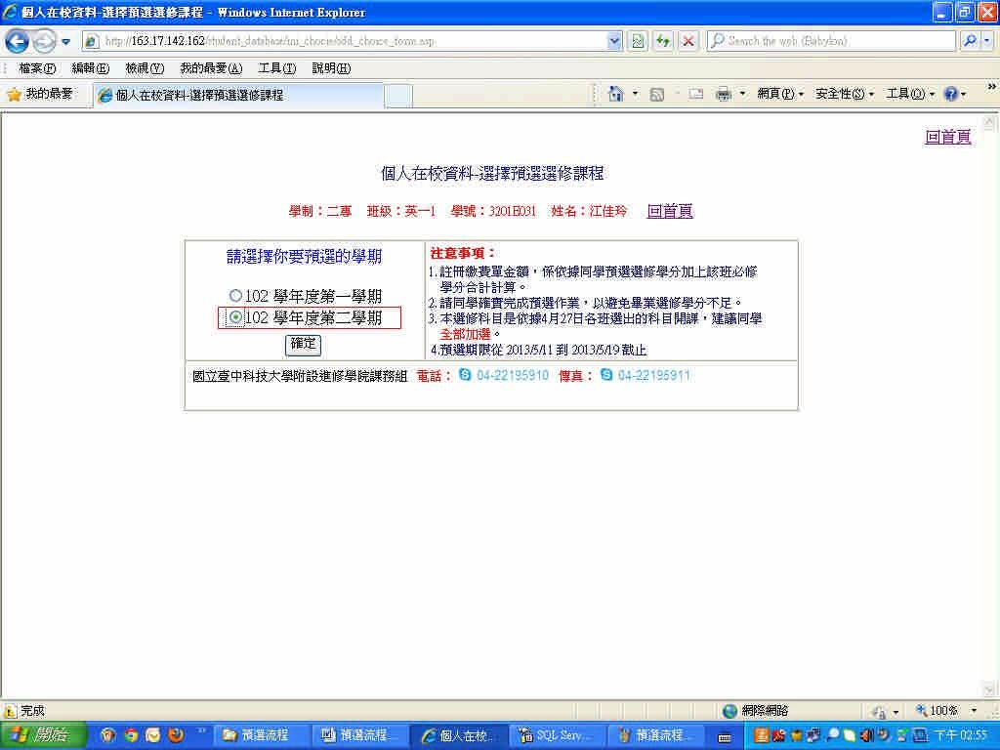 個人在校資料-選擇預選選修課程 - Windows Internet Explorer
http://163.17.142.162/student_database/inu_chocie/odd_choice_form.asp
Search the web (Babylon)
檔案(F) 編輯(E) 檢視(V) 我的最愛(A) 工具(T) 說明(H)
我的最愛 個人在校資料-選擇預選選修課程 網頁(P) 安全性(S) 工具(O)
回首頁
個人在校資料-選擇預選選修課程
學制：二專 班級：英一1 學號：3201E031 姓名：江佳玲 回首頁
請選擇你要預選的學期
102 學年度第一學期
102 學年度第二學期
確定
注意事項：
1. 註冊繳費單金額，係依據同學預選選修學分加上該班必修
學分合計計算。
2. 請同學確實完成預選作業，以避免畢業選修學分不足。
3. 本選修科目是依據4月27日各班選出的科目開課，建議同學
全部加選。
4.預選期限從 2013/5/11 到 2013/5/19 截止
國立臺中科技大學附設進修學院課務組 電話： 04-22195910 傳真： 04-22195911
完成 網際網路 100%
開始 預選流程 預選流程... 個人在校... SQL Serv... 預選流程... 下午 02:55